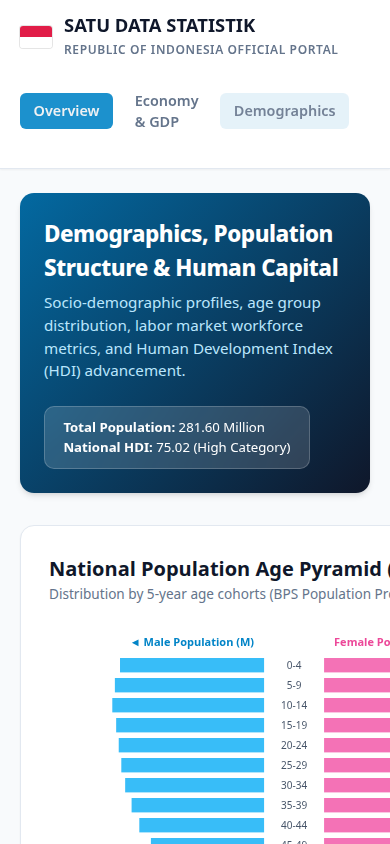 SATU DATA STATISTIK
REPUBLIC OF INDONESIA OFFICIAL PORTAL
Overview
Economy
& GDP
Demographics
Demographics, Population
Structure & Human Capital
Socio-demographic profiles, age group
distribution, labor market workforce
metrics, and Human Development Index
(HDI) advancement.
Total Population: 281.60 Million
National HDI: 75.02 (High Category)
National Population Age Pyramid
Distribution by 5-year age cohorts (BPS Population
◄ Male Population (M)
Female
0-4
5-9
10-14
15-19
20-24
25-29
30-34
35-39
40-44
45-49